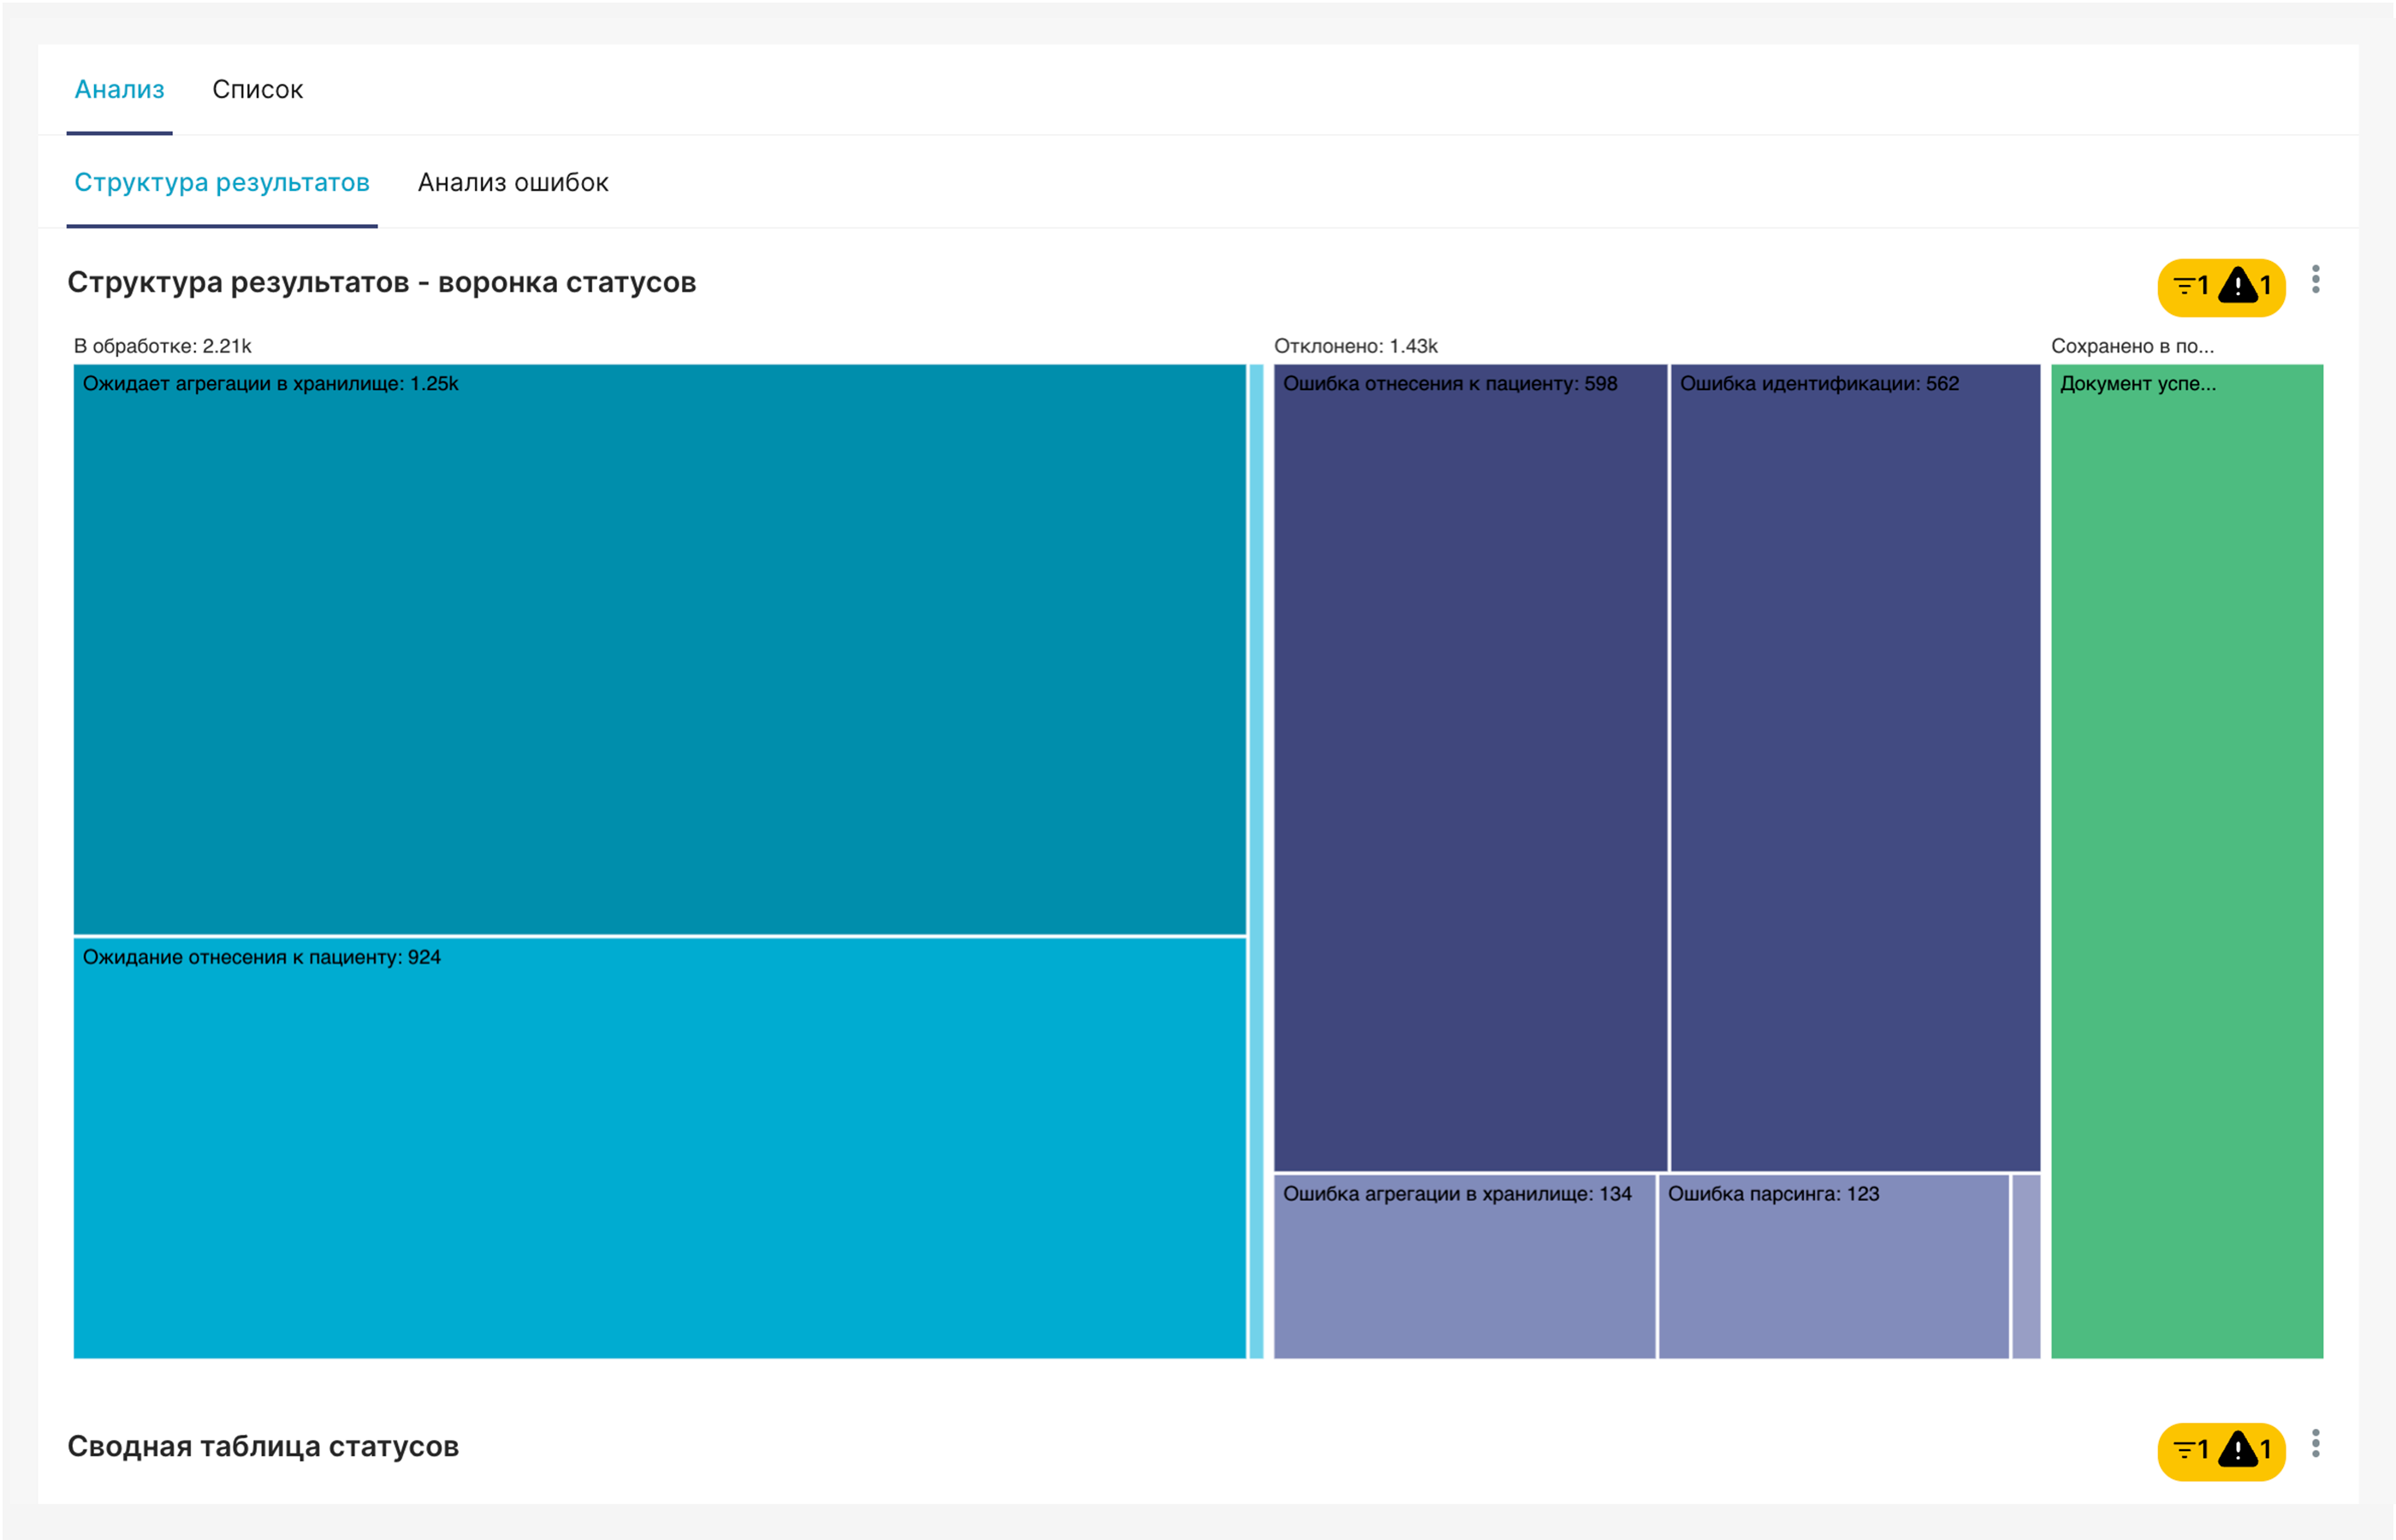 Анализ Список
Структура результатов Анализ ошибок
Структура результатов - воронка статусов
1 1
В обработке: 2.21k
Отклонено: 1.43k
Сохранено в по...
Ожидает агрегации в хранилище: 1.25k
Ошибка отнесения к пациенту: 598
Ошибка идентификации: 562
Документ успе...
Ожидание отнесения к пациенту: 924
Ошибка агрегации в хранилище: 134
Ошибка парсинга: 123
Сводная таблица статусов
1 1